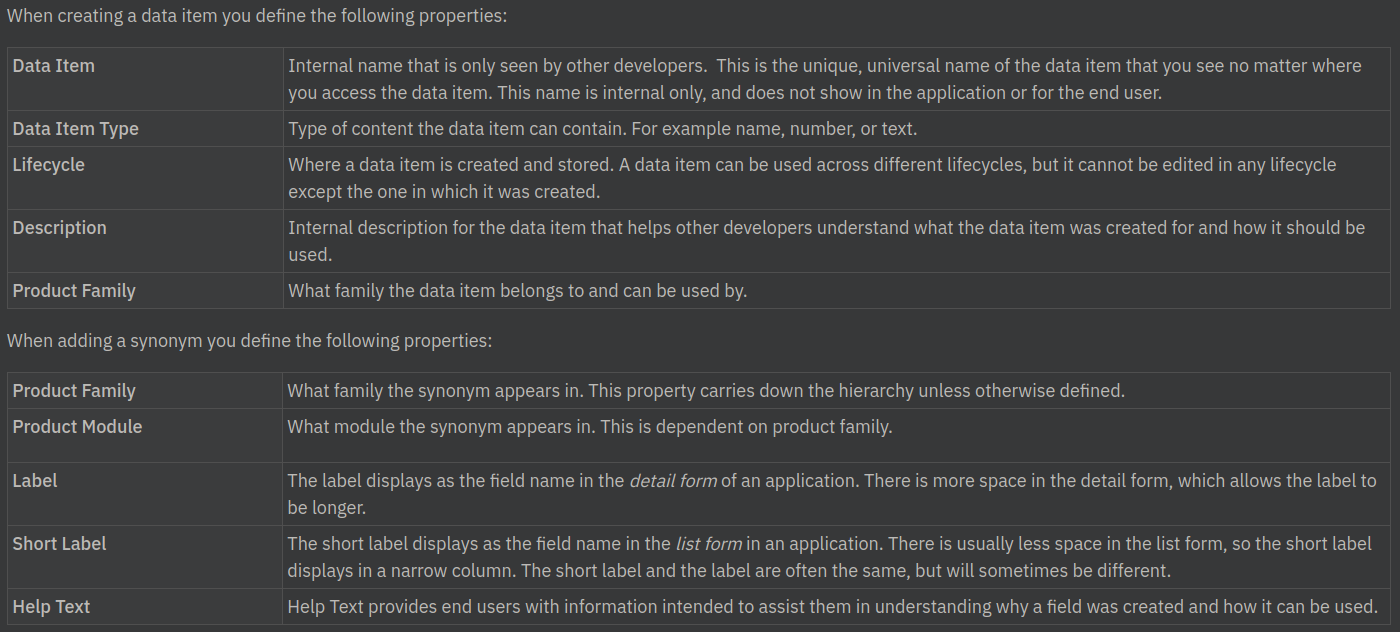 When creating a data item you define the following properties:
Data Item
Internal name that is only seen by other developers.  This is the unique, universal name of the data item that you see no matter where
you access the data item. This name is internal only, and does not show in the application or for the end user.
Data Item Type
Type of content the data item can contain. For example name, number, or text.
Lifecycle
Where a data item is created and stored. A data item can be used across different lifecycles, but it cannot be edited in any lifecycle
except the one in which it was created.
Description
Internal description for the data item that helps other developers understand what the data item was created for and how it should be
used.
Product Family
What family the data item belongs to and can be used by.
When adding a synonym you define the following properties:
Product Family
What family the synonym appears in. This property carries down the hierarchy unless otherwise defined.
Product Module
What module the synonym appears in. This is dependent on product family.
Label
The label displays as the field name in the detail form of an application. There is more space in the detail form, which allows the label to
be longer.
Short Label
The short label displays as the field name in the list form in an application. There is usually less space in the list form, so the short label
displays in a narrow column. The short label and the label are often the same, but will sometimes be different.
Help Text
Help Text provides end users with information intended to assist them in understanding why a field was created and how it can be used.